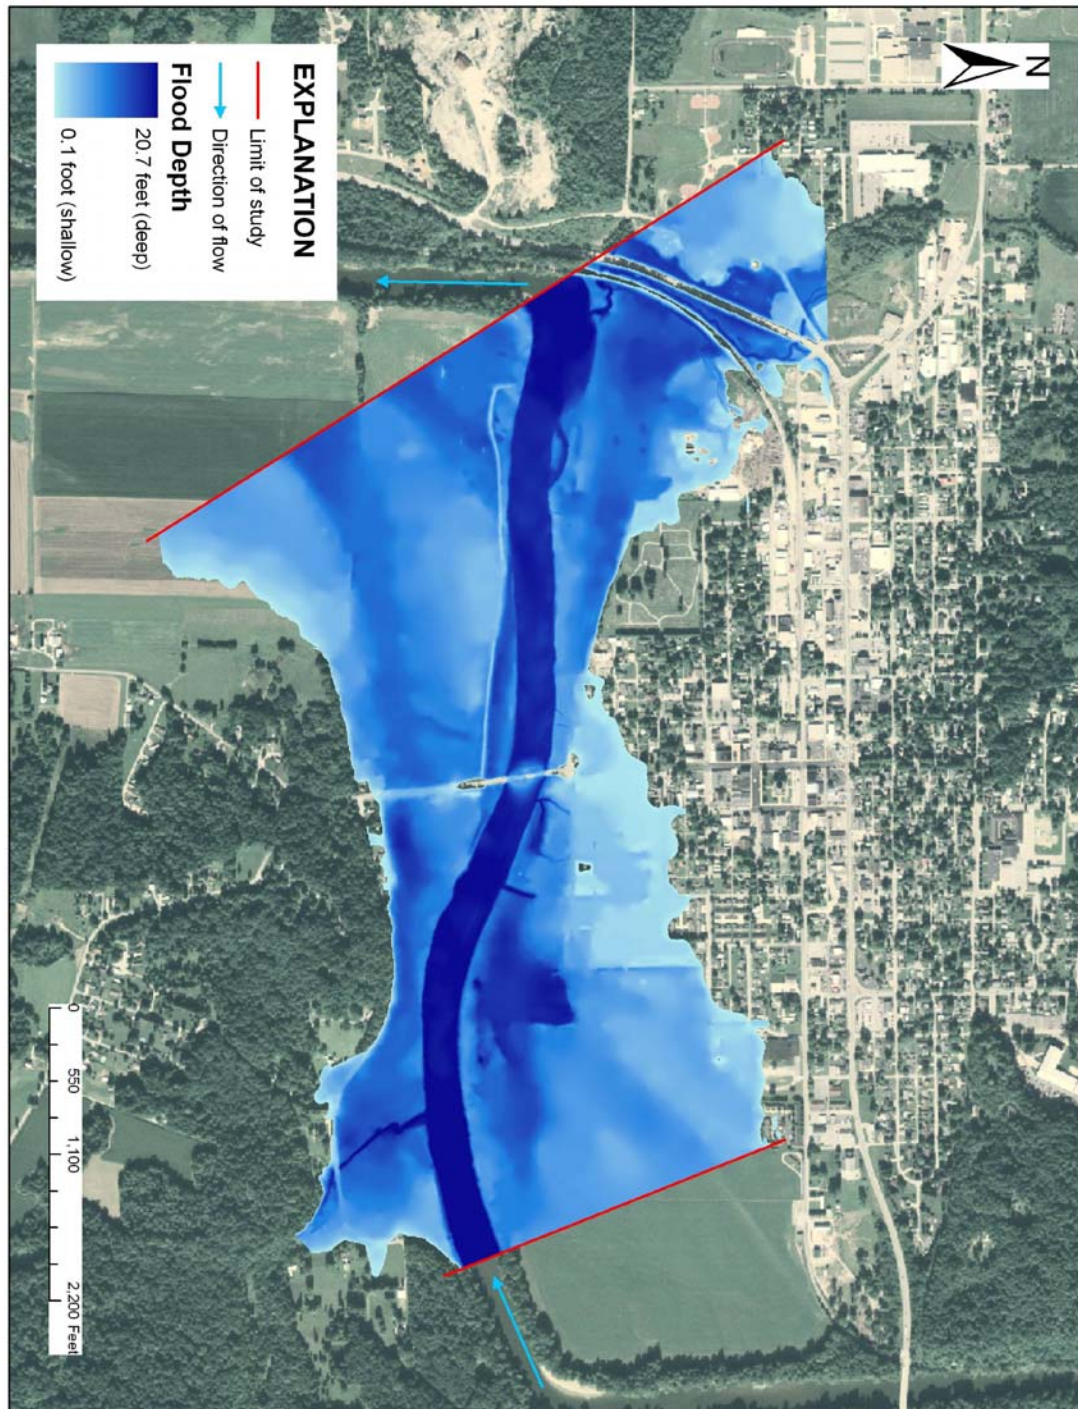 N
EXPLANATION
Limit of study
Direction of flow
Flood Depth
20.7 feet (deep)
0.1 foot (shallow)
0 550 1,100 2,200 Feet